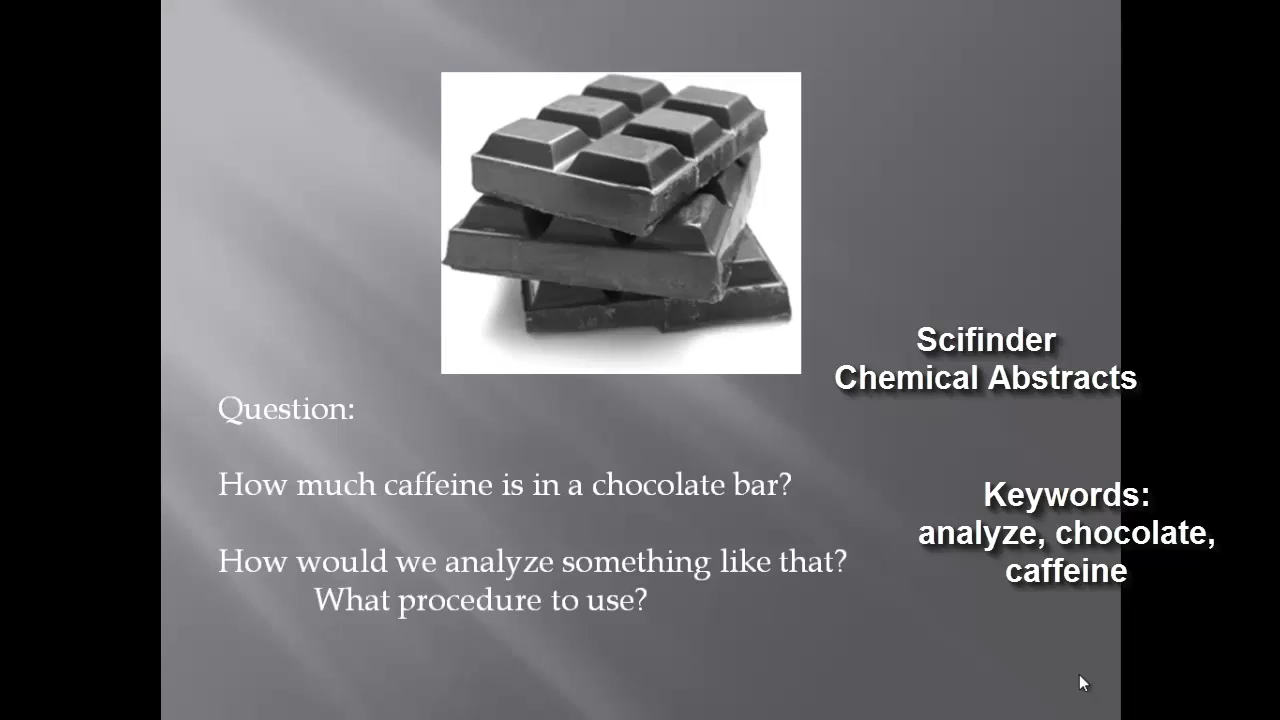 Scifinder
Chemical Abstracts
Question:
How much caffeine is in a chocolate bar?
Keywords:
analyze, chocolate,
caffeine
How would we analyze something like that?
What procedure to use?